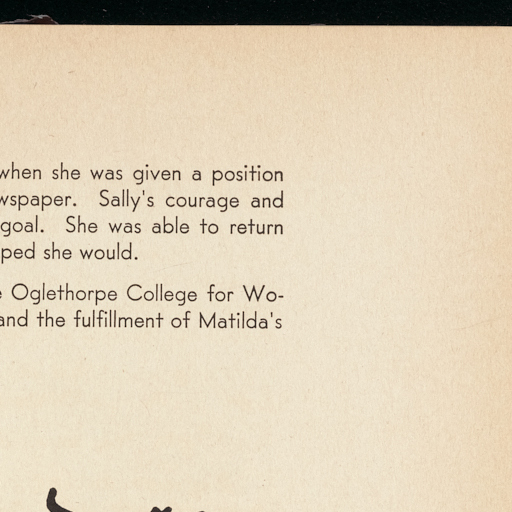 when she was given a position
wspaper. Sally's courage and
goal. She was able to return
ped she would.
e Oglethorpe College for Wo-
and the fulfillment of Matilda's